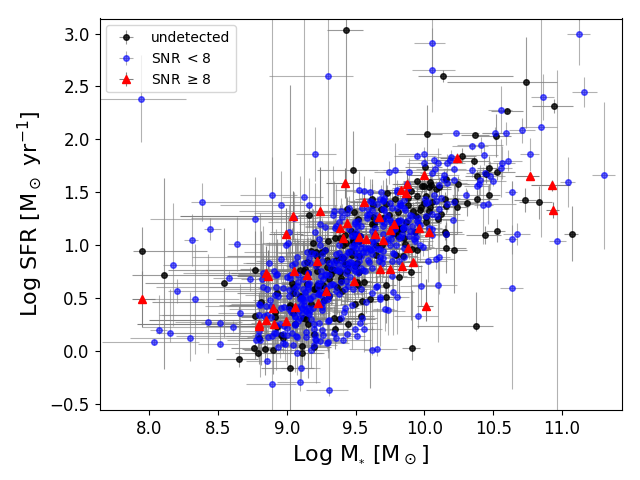 undetected
SNR < 8
SNR ≥ 8
3.0
2.5
2.0
1.5
1.0
0.5
0.0
−0.5
Log SFR [M⊙ yr⁻¹]
8.0 8.5 9.0 9.5 10.0 10.5 11.0
Log M* [M⊙]